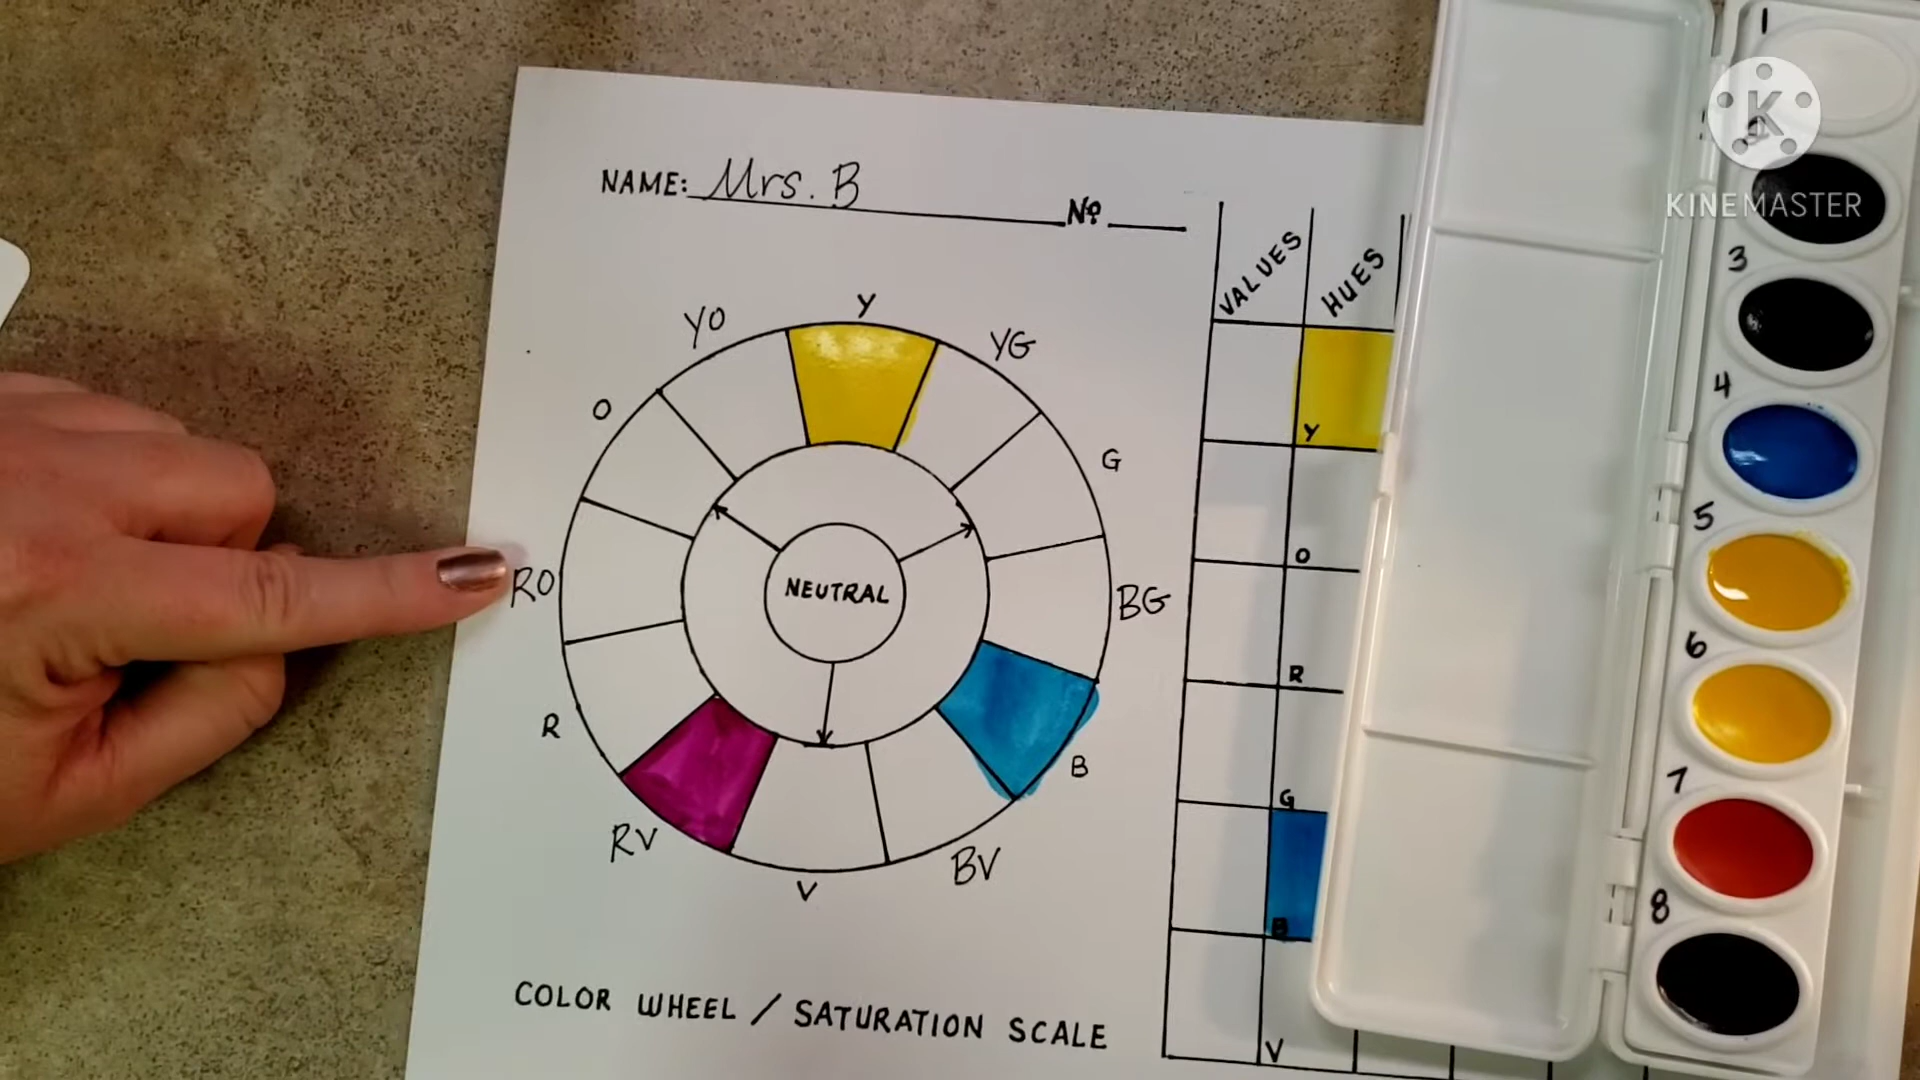 NAME: Mrs. B Nọ
VALUES
HUES
Y
YO
YG
O
G
RO
NEUTRAL
BG
R
B
RV
BV
V
Y
O
R
G
B
V
COLOR WHEEL / SATURATION SCALE
1
3
4
5
6
7
8
K
KINEMASTER